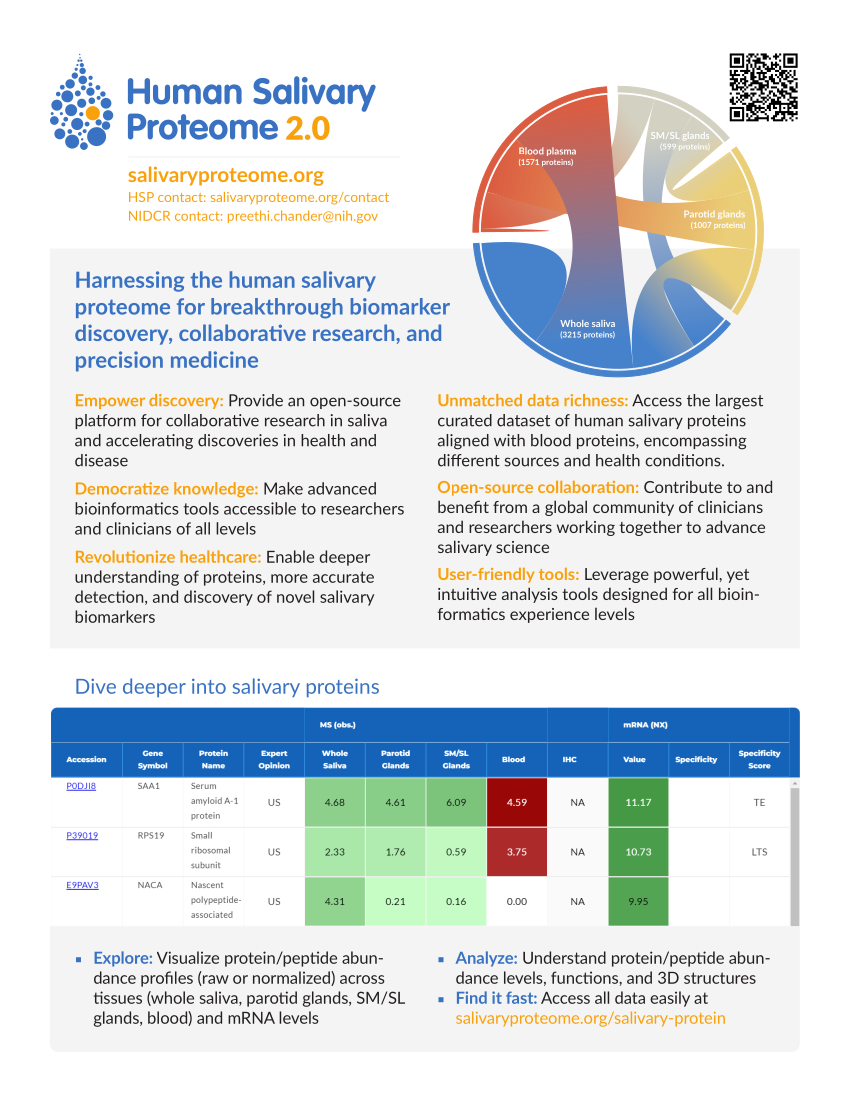 Human Salivary
Proteome 2.0
salivaryproteome.org
HSP contact: salivaryproteome.org/contact
NIDCR contact: preethi.chander@nih.gov
Blood plasma
(1571 proteins)
SM/SL glands
(599 proteins)
Parotid glands
(1007 proteins)
Whole saliva
(3215 proteins)
Harnessing the human salivary
proteome for breakthrough biomarker
discovery, collaborative research, and
precision medicine
Empower discovery: Provide an open-source
platform for collaborative research in saliva
and accelerating discoveries in health and
disease
Democratize knowledge: Make advanced
bioinformatics tools accessible to researchers
and clinicians of all levels
Revolutionize healthcare: Enable deeper
understanding of proteins, more accurate
detection, and discovery of novel salivary
biomarkers
Unmatched data richness: Access the largest
curated dataset of human salivary proteins
aligned with blood proteins, encompassing
different sources and health conditions.
Open-source collaboration: Contribute to and
benefit from a global community of clinicians
and researchers working together to advance
salivary science
User-friendly tools: Leverage powerful, yet
intuitive analysis tools designed for all bioin-
formatics experience levels
Dive deeper into salivary proteins
MS (obs.) mRNA (NX)
Accession Gene Symbol Protein Name Expert Opinion Whole Saliva Parotid Glands SM/SL Glands Blood IHC Value Specificity Specificity Score
P0DJI8 SAA1 Serum amyloid A-1 protein US 4.68 4.61 6.09 4.59 NA 11.17 TE
P39019 RPS19 Small ribosomal subunit US 2.33 1.76 0.59 3.75 NA 10.73 LTS
E9PAV3 NACA Nascent polypeptide-associated US 4.31 0.21 0.16 0.00 NA 9.95
▪ Explore: Visualize protein/peptide abun-
dance profiles (raw or normalized) across
tissues (whole saliva, parotid glands, SM/SL
glands, blood) and mRNA levels
▪ Analyze: Understand protein/peptide abun-
dance levels, functions, and 3D structures
▪ Find it fast: Access all data easily at
salivaryproteome.org/salivary-protein